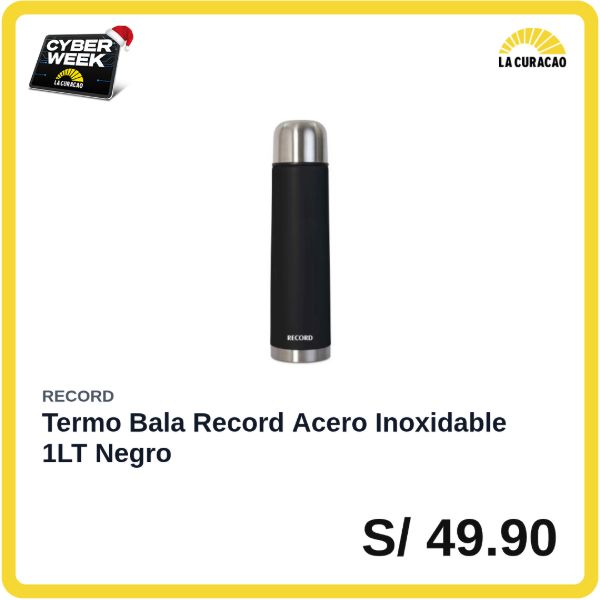 CYBER
WEEK
LA CURACAO
LA CURACAO
RECORD
RECORD
Termo Bala Record Acero Inoxidable
1LT Negro
S/ 49.90